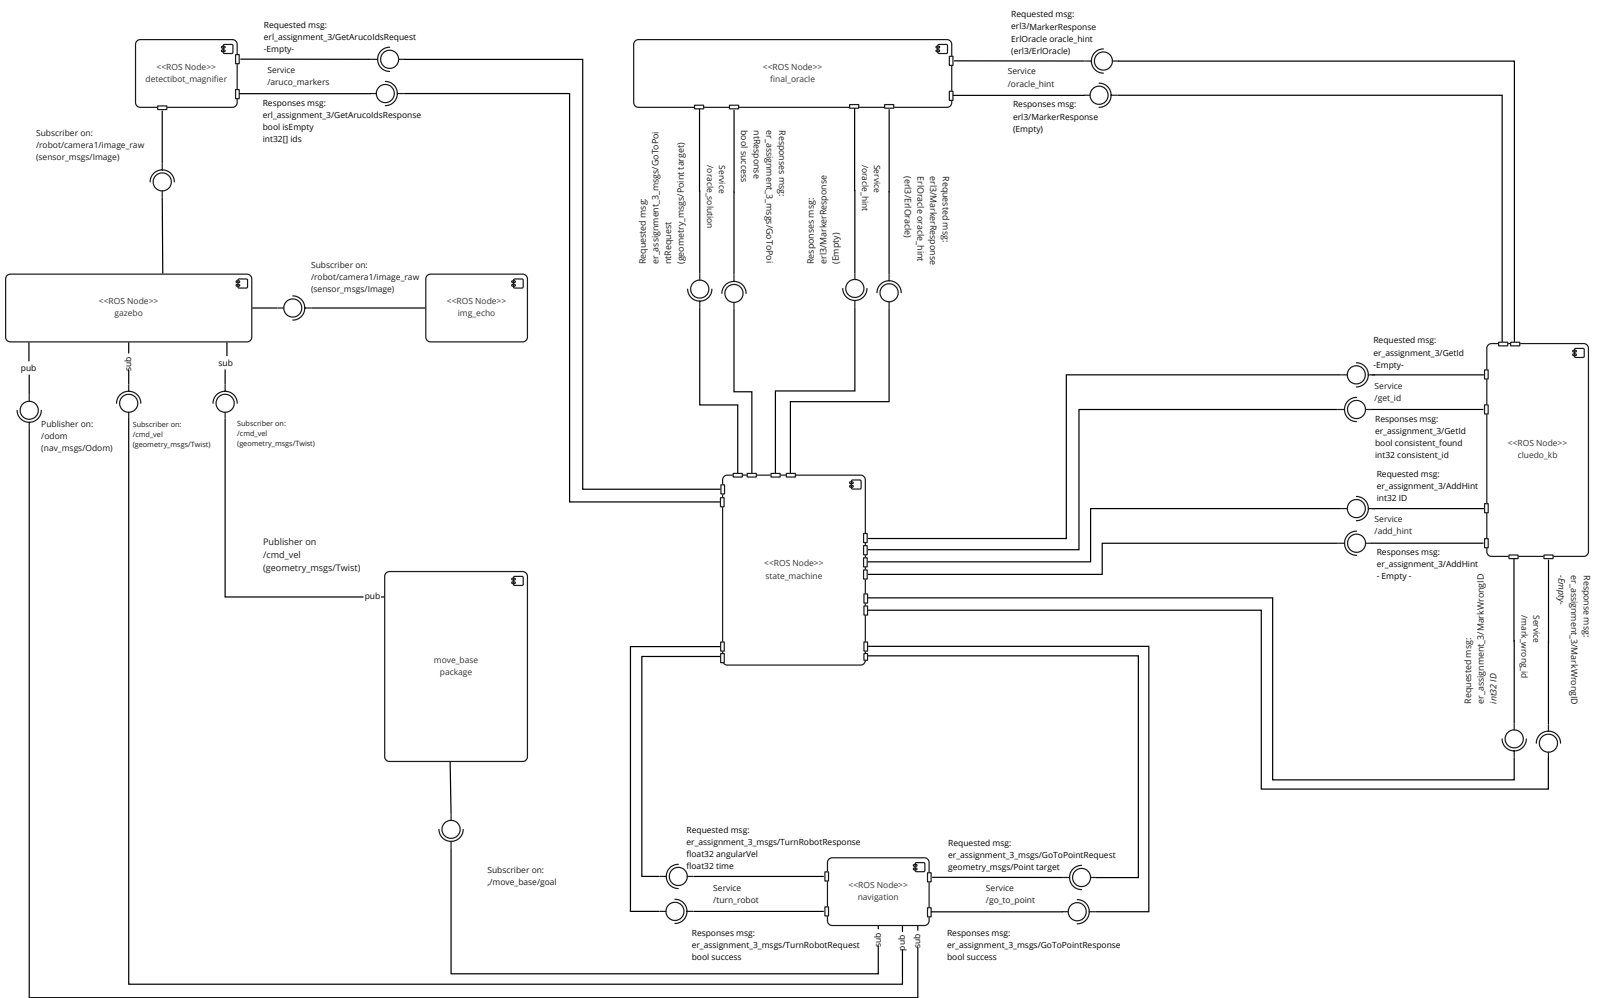 Requested msg:
erl_assignment_3/GetArucoIdsRequest
-Empty-
<<ROS Node>>
detectibot_magnifier
Service
/aruco_markers
Responses msg:
erl_assignment_3/GetArucoIdsResponse
bool isEmpty
int32[] ids
Subscriber on:
/robot/camera1/image_raw
(sensor_msgs/Image)
<<ROS Node>>
final_oracle
Requested msg:
erl3/MarkerResponse
ErlOracle oracle_hint
(erl3/ErlOracle)
Service
/oracle_hint
Responses msg:
erl3/MarkerResponse
(Empty)
Requested msg:
er_assignment_3_msgs/GoToPoi
ntRequest
(geometry_msgs/Point target)
Service
/oracle_solution
Responses msg:
er_assignment_3_msgs/GoToPoi
ntResponse
bool success
Responses msg:
erl3/MarkerResponse
(Empty)
Service
/oracle_hint
Requested msg:
erl3/MarkerResponse
ErlOracle oracle_hint
(erl3/ErlOracle)
<<ROS Node>>
gazebo
Subscriber on:
/robot/camera1/image_raw
(sensor_msgs/Image)
<<ROS Node>>
img_echo
pub
sub
sub
Publisher on:
/odom
(nav_msgs/Odom)
Subscriber on:
/cmd_vel
(geometry_msgs/Twist)
Subscriber on:
/cmd_vel
(geometry_msgs/Twist)
Requested msg:
er_assignment_3/GetId
-Empty-
Service
/get_id
Responses msg:
er_assignment_3/GetId
bool consistent_found
int32 consistent_id
<<ROS Node>>
cluedo_kb
Requested msg:
er_assignment_3/AddHint
int32 ID
Service
/add_hint
Responses msg:
er_assignment_3/AddHint
- Empty -
Publisher on
/cmd_vel
(geometry_msgs/Twist)
pub
<<ROS Node>>
state_machine
move_base
package
Requested msg:
er_assignment_3/MarkWrongID
int32 ID
Service
/mark_wrong_id
Response msg:
er_assignment_3/MarkWrongID
-Empty-
Subscriber on:
,/move_base/goal
Requested msg:
er_assignment_3_msgs/TurnRobotResponse
float32 angularVel
float32 time
Service
/turn_robot
Responses msg:
er_assignment_3_msgs/TurnRobotRequest
bool success
<<ROS Node>>
navigation
Requested msg:
er_assignment_3_msgs/GoToPointRequest
geometry_msgs/Point target
Service
/go_to_point
Responses msg:
er_assignment_3_msgs/GoToPointResponse
bool success
sub
pub
sub